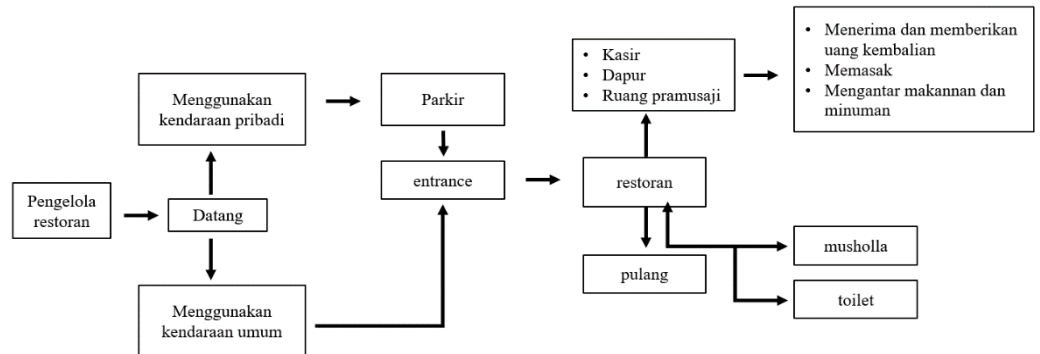 Pengelola
restoran
Datang
Menggunakan
kendaraan pribadi
Menggunakan
kendaraan umum
Parkir
entrance
restoran
• Kasir
• Dapur
• Ruang pramusaji
• Menerima dan memberikan
uang kembalian
• Memasak
• Mengantar makannan dan
minuman
pulang
musholla
toilet